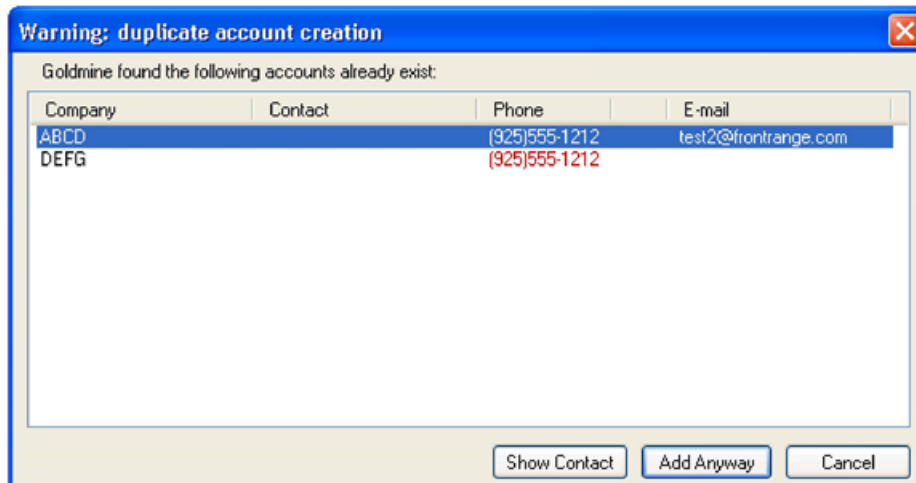 Warning: duplicate account creation
Goldmine found the following accounts already exist:
Company Contact Phone E-mail
ABCD (925)555-1212 test2@frontrange.com
DEFG (925)555-1212
Show Contact Add Anyway Cancel